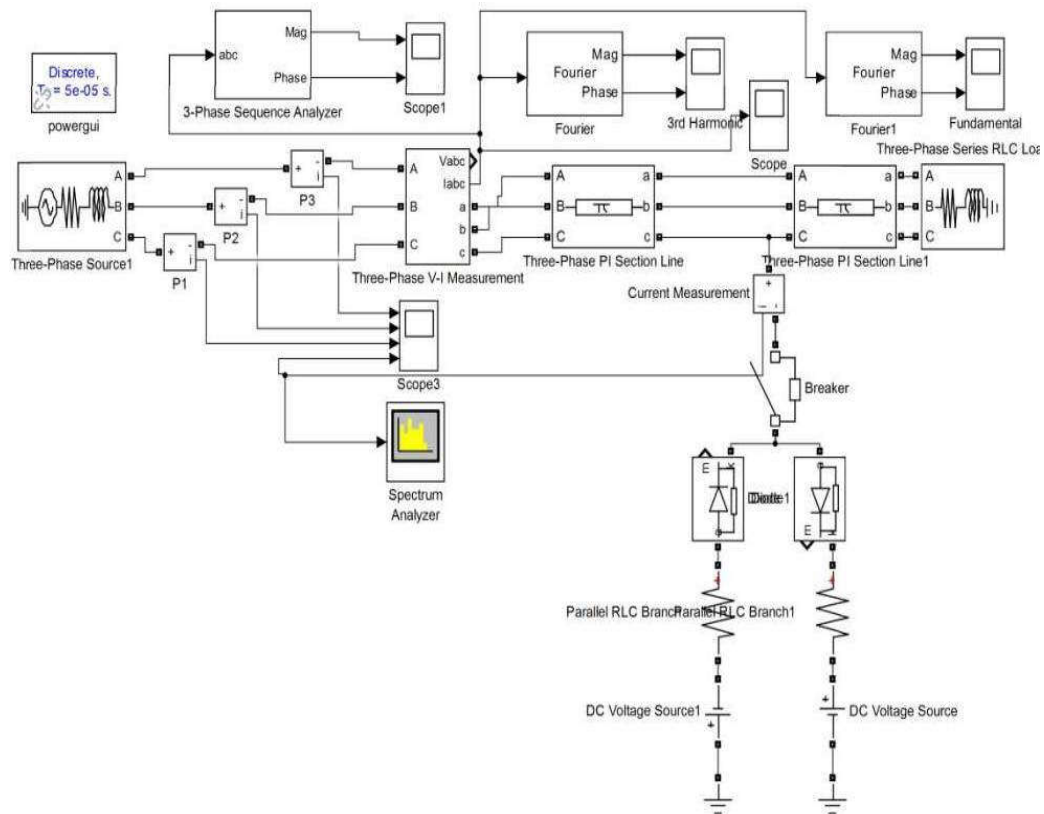 Discrete,
= 5e-05 s.
powergui
abc
Mag
Phase
3-Phase Sequence Analyzer
Scope1
Fourier
Mag
Phase
Fourier
3rd Harmonic
Scope
Fourier
Mag
Phase
Fourier1
Fundamental
Three-Phase Series RLC Loa
A
B
C
Three-Phase Source1
+
-
i
P3
+
-
i
P2
+
-
i
P1
A
B
C
Vabc
Iabc
a
b
c
Three-Phase V-I Measurement
A
B
C
a
b
c
Three-Phase PI Section Line
A
B
C
a
b
c
Three-Phase PI Section Line1
A
B
C
Current Measurement
+
i -
Scope3
Spectrum
Analyzer
Breaker
m
k
a
Diode1
a
m
k
+
Parallel RLC Branch
+
Parallel RLC Branch1
DC Voltage Source1
+
+
DC Voltage Source